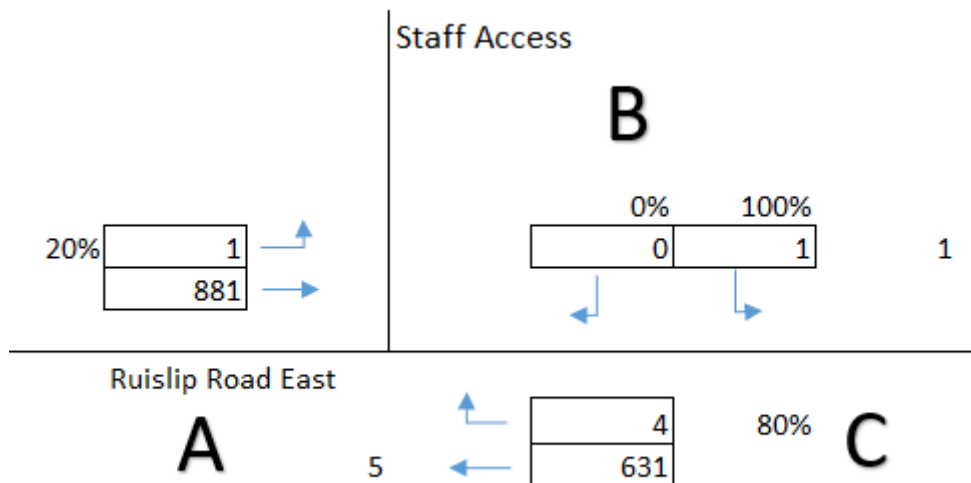 Staff Access
B
0% 100%
20% 1 0 1 1
881
Ruislip Road East
A 4 80% C
5 631